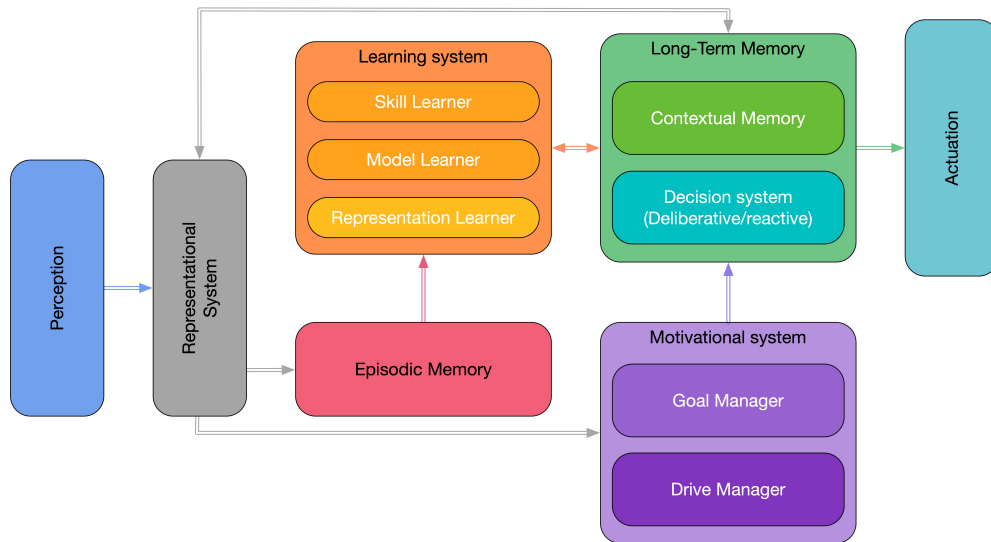 Perception
Representational
System
Learning system
Skill Learner
Model Learner
Representation Learner
Episodic Memory
Long-Term Memory
Contextual Memory
Decision system
(Deliberative/reactive)
Motivational system
Goal Manager
Drive Manager
Actuation